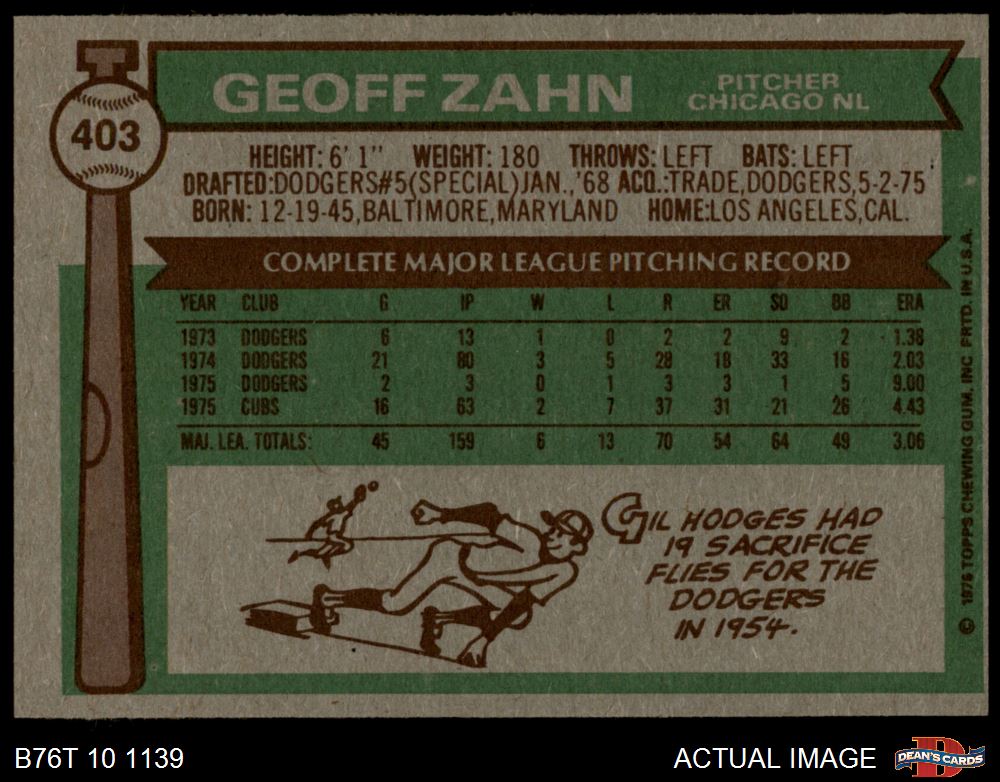 403
GEOFF ZAHN
PITCHER
CHICAGO NL
HEIGHT: 6' 1" WEIGHT: 180 THROWS: LEFT BATS: LEFT
DRAFTED:DODGERS#5(SPECIAL)JAN.,'68 ACQ.:TRADE,DODGERS,5-2-75
BORN: 12-19-45,BALTIMORE,MARYLAND HOME:LOS ANGELES,CAL.
COMPLETE MAJOR LEAGUE PITCHING RECORD
YEAR CLUB G IP W L R ER SO BB ERA
1973 DODGERS 6 13 1 0 2 2 9 2 1.38
1974 DODGERS 21 80 3 5 28 18 33 16 2.03
1975 DODGERS 2 3 0 1 3 3 1 5 9.00
1975 CUBS 16 63 2 7 37 31 21 26 4.43
MAJ. LEA. TOTALS: 45 159 6 13 70 54 64 49 3.06
GIL HODGES HAD
19 SACRIFICE
FLIES FOR THE
DODGERS
IN 1954.
© 1976 TOPPS CHEWING GUM, INC PRTD. IN U.S.A.
B76T 10 1139
ACTUAL IMAGE
D
DEAN'S CARDS